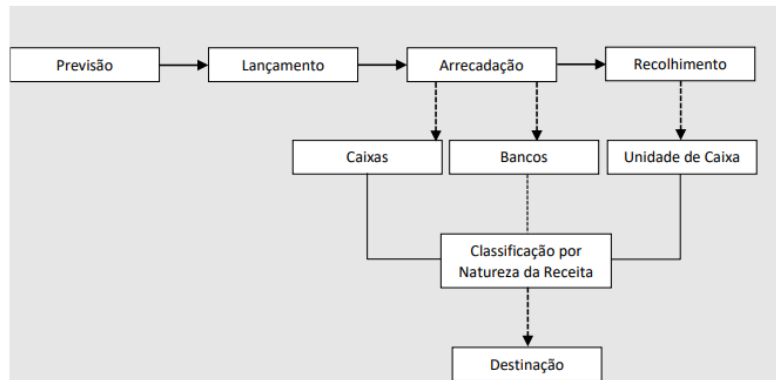 Previsão
Lançamento
Arrecadação
Recolhimento
Caixas
Bancos
Unidade de Caixa
Classificação por
Natureza da Receita
Destinação